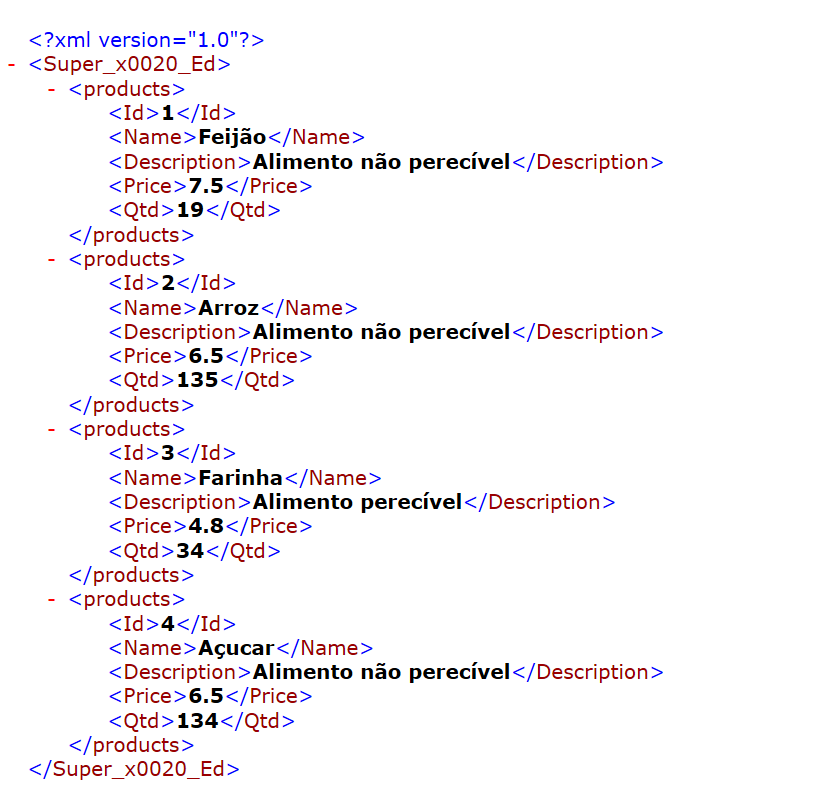 <?xml version="1.0"?>
- <Super_x0020_Ed>
- <products>
<Id>1</Id>
<Name>Feijão</Name>
<Description>Alimento não perecível</Description>
<Price>7.5</Price>
<Qtd>19</Qtd>
</products>
- <products>
<Id>2</Id>
<Name>Arroz</Name>
<Description>Alimento não perecível</Description>
<Price>6.5</Price>
<Qtd>135</Qtd>
</products>
- <products>
<Id>3</Id>
<Name>Farinha</Name>
<Description>Alimento perecível</Description>
<Price>4.8</Price>
<Qtd>34</Qtd>
</products>
- <products>
<Id>4</Id>
<Name>Açucar</Name>
<Description>Alimento não perecível</Description>
<Price>6.5</Price>
<Qtd>134</Qtd>
</products>
</Super_x0020_Ed>